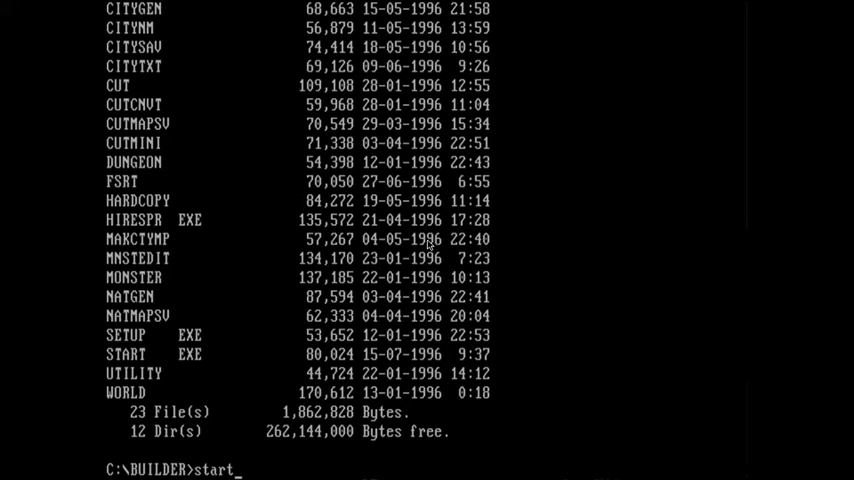 CITYGEN 68,663 15-05-1996 21:58
CITYNM 56,879 11-05-1996 13:59
CITYSAV 74,414 18-05-1996 10:56
CITYTXT 69,126 09-06-1996 9:26
CUT 109,108 28-01-1996 12:55
CUTCNVT 59,968 28-01-1996 11:04
CUTMAPSV 70,549 29-03-1996 15:34
CUTMINI 71,338 03-04-1996 22:51
DUNGEON 54,398 12-01-1996 22:43
FSRT 70,050 27-06-1996 6:55
HARDCOPY 84,272 19-05-1996 11:14
HIRESPR EXE 135,572 21-04-1996 17:28
MAKCTYMP 57,267 04-05-1996 22:40
MNSTEDIT 134,170 23-01-1996 7:23
MONSTER 137,185 22-01-1996 10:13
NATGEN 87,594 03-04-1996 22:41
NATMAPSV 62,333 04-04-1996 20:04
SETUP EXE 53,652 12-01-1996 22:53
START EXE 80,024 15-07-1996 9:37
UTILITY 44,724 22-01-1996 14:12
WORLD 170,612 13-01-1996 0:18
23 File(s) 1,862,828 Bytes.
12 Dir(s) 262,144,000 Bytes free.
C:\BUILDER>start_